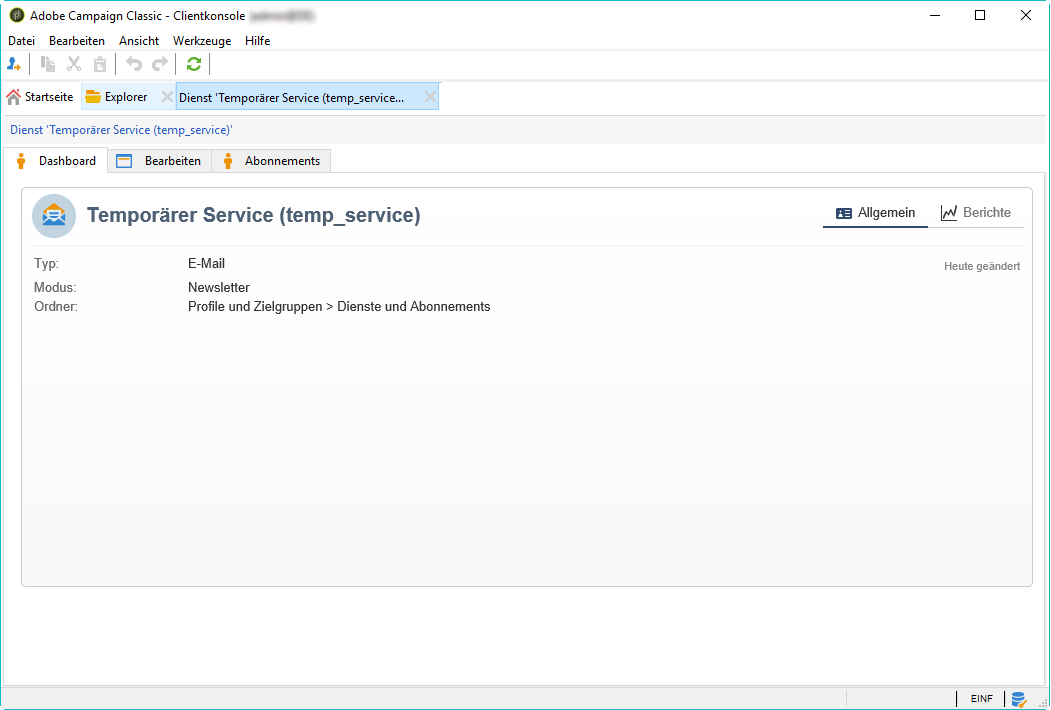 Adobe Campaign Classic - Clientkonsole
Datei Bearbeiten Ansicht Werkzeuge Hilfe
Startseite Explorer Dienst 'Temporärer Service (temp_service...
Dienst 'Temporärer Service (temp_service)'
Dashboard Bearbeiten Abonnements
Temporärer Service (temp_service) Allgemein Berichte
Typ: E-Mail Heute geändert
Modus: Newsletter
Ordner: Profile und Zielgruppen > Dienste und Abonnements
EINF